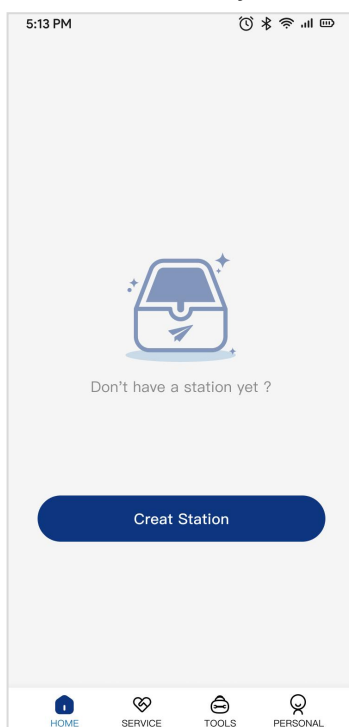 5:13 PM
Don't have a station yet ?
Creat Station
HOME SERVICE TOOLS PERSONAL